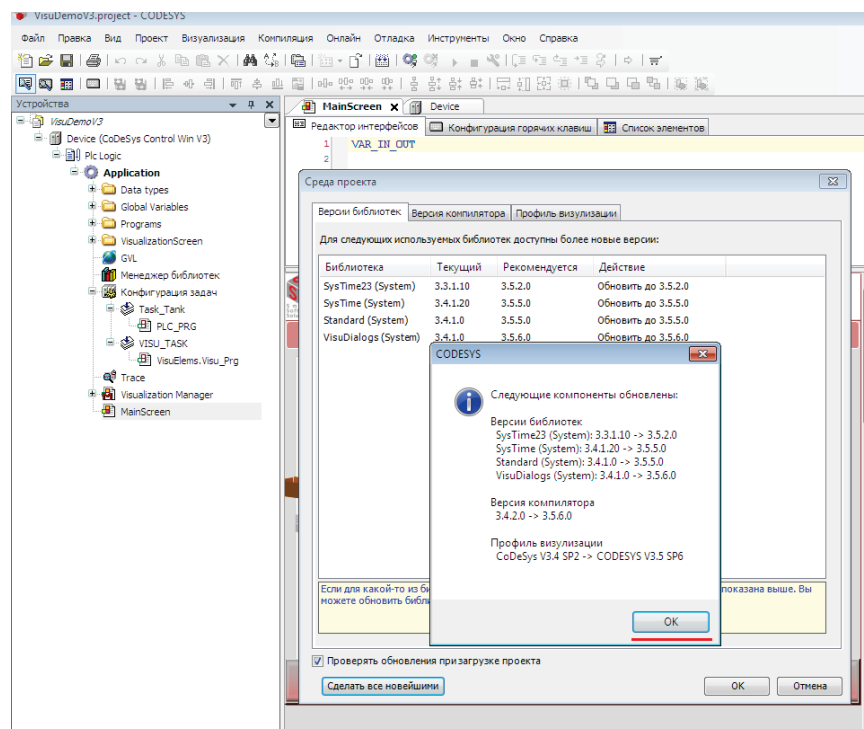 VisuDemoV3.project - CODESYS
Файл Правка Вид Проект Визуализация Компиляция Онлайн Отладка Инструменты Окно Справка
Устройства
MainScreen X Device
VisuDemoV3
Редактор интерфейсов Конфигурация горячих клавиш Список элементов
Device (CoDeSys Control Win V3)
1 VAR_IN_OUT
2
Plc Logic
Application
Data types
Global Variables
Programs
VisualizationScreen
GVL
Менеджер библиотек
Конфигурация задач
Task_Tank
PLC_PRG
VISU_TASK
VisuElems.Visu_Prg
Trace
Visualization Manager
MainScreen
Среда проекта
Версии библиотек Версия компилятора Профиль визулизации
Для следующих используемых библиотек доступны более новые версии:
Библиотека Текущий Рекомендуется Действие
SysTime23 (System) 3.3.1.10 3.5.2.0 Обновить до 3.5.2.0
SysTime (System) 3.4.1.20 3.5.5.0 Обновить до 3.5.5.0
Standard (System) 3.4.1.0 3.5.5.0 Обновить до 3.5.5.0
VisuDialogs (System) 3.4.1.0 3.5.6.0 Обновить до 3.5.6.0
CODESYS
Следующие компоненты обновлены:
Версии библиотек
SysTime23 (System): 3.3.1.10 -> 3.5.2.0
SysTime (System): 3.4.1.20 -> 3.5.5.0
Standard (System): 3.4.1.0 -> 3.5.5.0
VisuDialogs (System): 3.4.1.0 -> 3.5.6.0
Версия компилятора
3.4.2.0 -> 3.5.6.0
Профиль визулизации
CoDeSys V3.4 SP2 -> CODESYS V3.5 SP6
OK
Если для какой-то из би показана выше. Вы
можете обновить библи
Проверять обновления при загрузке проекта
Сделать все новейшими OK Отмена